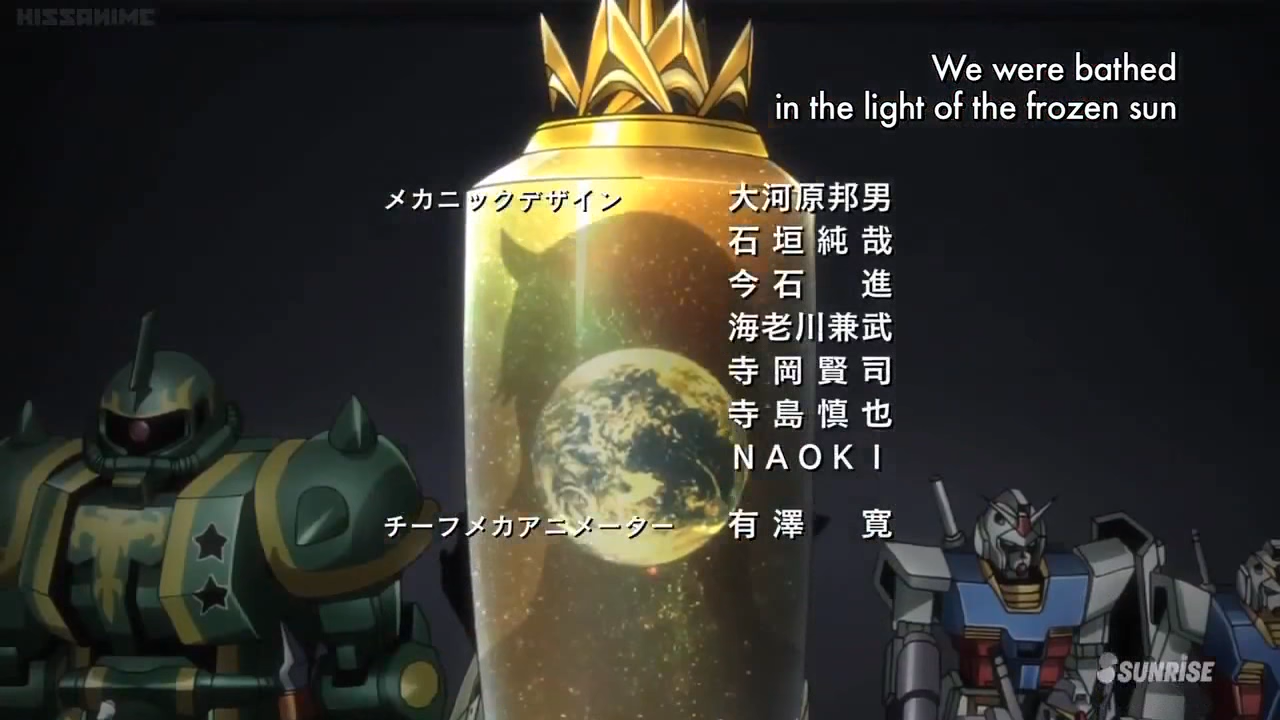 KISSANIME
We were bathed
in the light of the frozen sun
メカニックデザイン 大河原邦男
石垣純哉
今石 進
海老川兼武
寺岡賢司
寺島慎也
NAOKI
チーフメカアニメーター 有澤 寛
SUNRISE